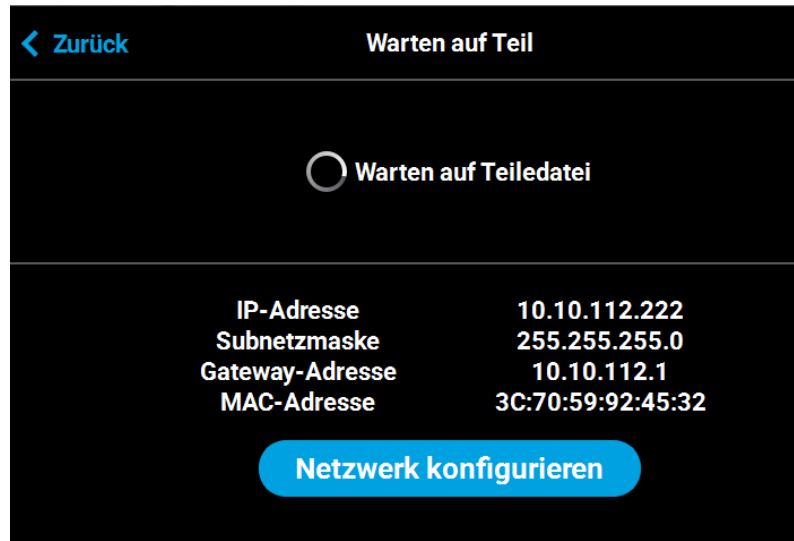 Zurück
Warten auf Teil
Warten auf Teiledatei
IP-Adresse 10.10.112.222
Subnetzmaske 255.255.255.0
Gateway-Adresse 10.10.112.1
MAC-Adresse 3C:70:59:92:45:32
Netzwerk konfigurieren